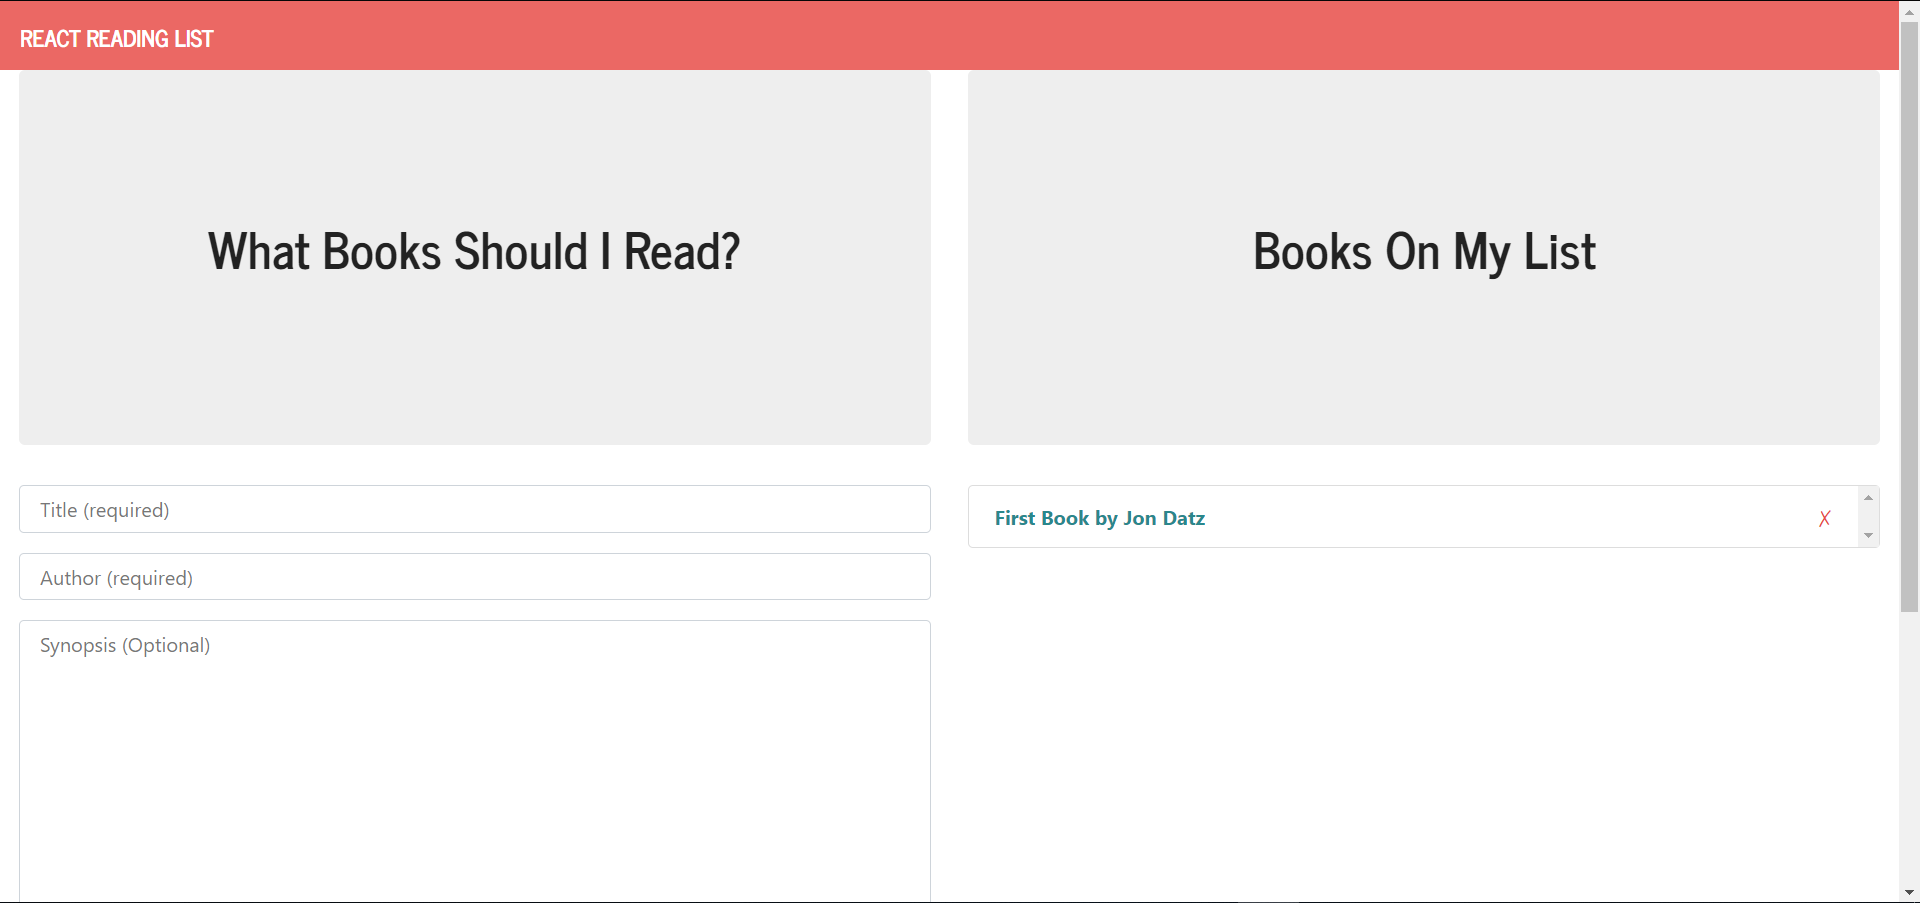 REACT READING LIST
What Books Should I Read?
Books On My List
Title (required)
Author (required)
Synopsis (Optional)
First Book by Jon Datz
X